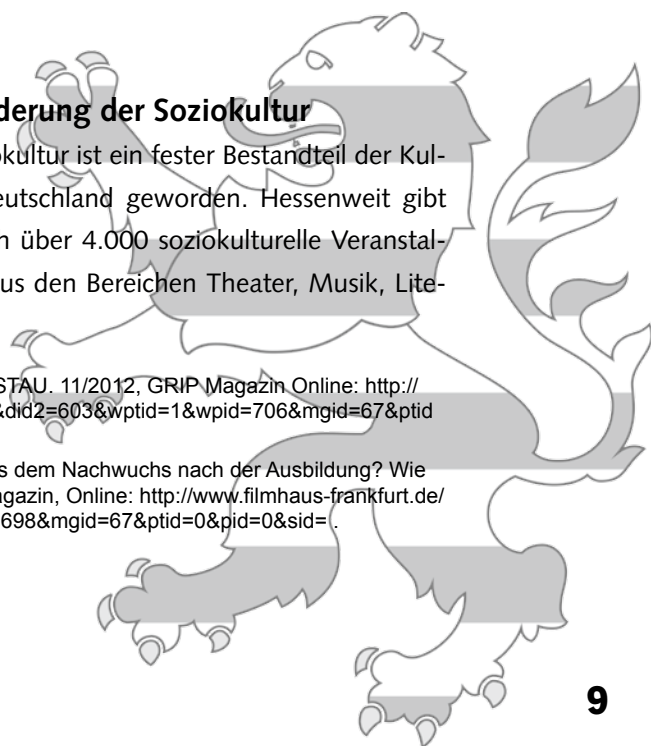 derung der Soziokultur
okultur ist ein fester Bestandteil der Kul-
eutschland geworden. Hessenweit gibt
n über 4.000 soziokulturelle Veranstal-
us den Bereichen Theater, Musik, Lite-
STAU. 11/2012, GRIP Magazin Online: http://
&did2=603&wptid=1&wpid=706&mgid=67&ptid
s dem Nachwuchs nach der Ausbildung? Wie
gazin, Online: http://www.filmhaus-frankfurt.de/
698&mgid=67&ptid=0&pid=0&sid= .
9